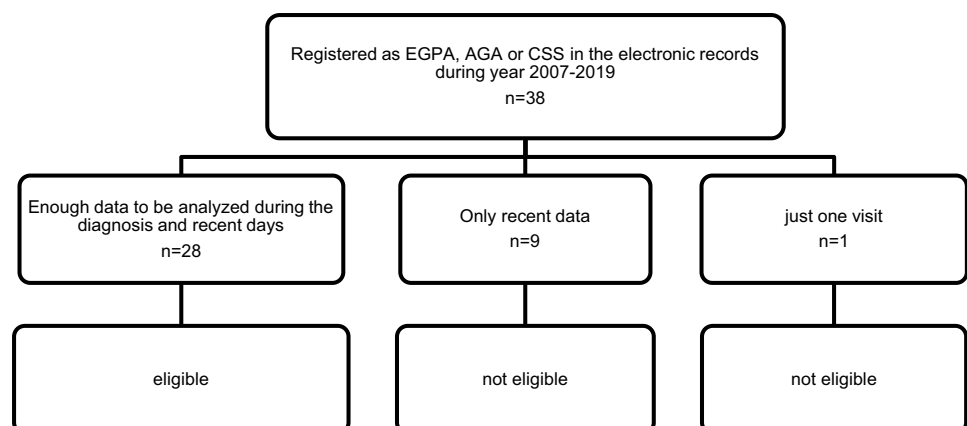 Registered as EGPA, AGA or CSS in the electronic records
during year 2007-2019
n=38
Enough data to be analyzed during the
diagnosis and recent days
n=28
Only recent data
n=9
just one visit
n=1
eligible
not eligible
not eligible